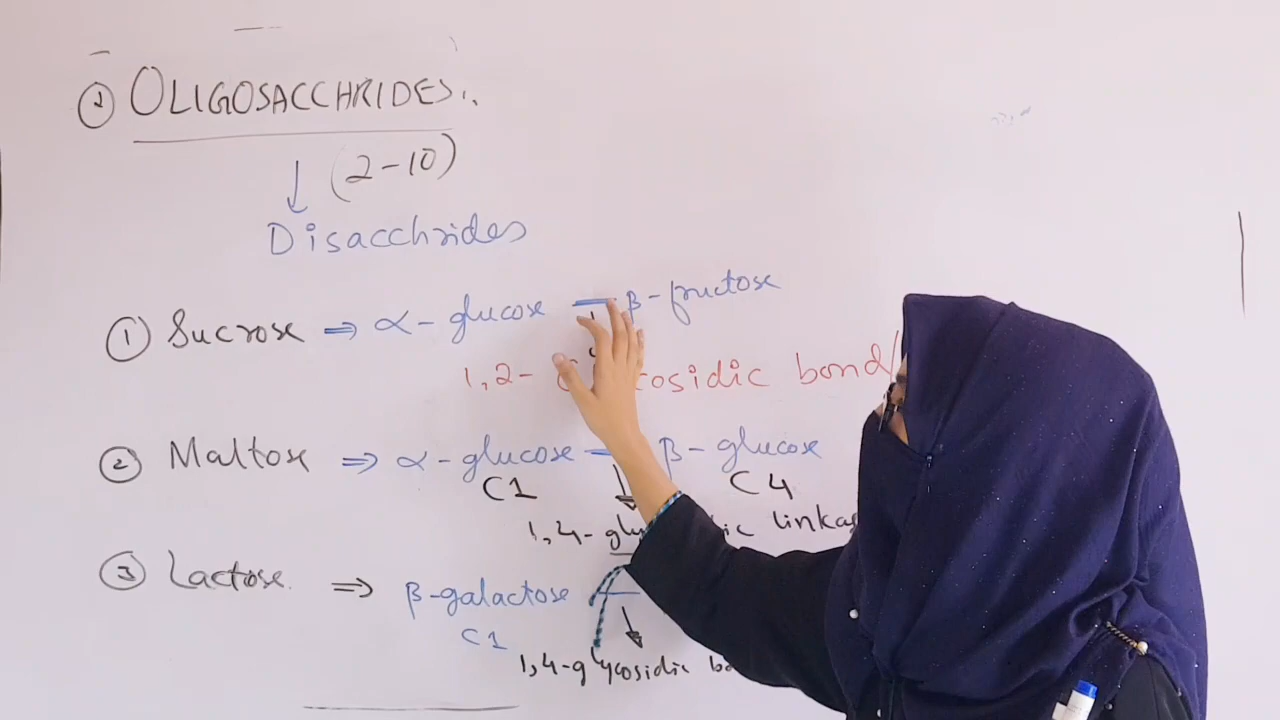 ② OLIGOSACCHRIDES:.
↓ (2-10)
Disacchrides
① Sucrose ⇒ α-glucose — β-fructose
1,2- cosidic bond/
② Maltose ⇒ α-glucose — β-glucose
C1 C4
1,4-
③ Lactose ⇒ β-galactose —
C1
1,4-glycosidic